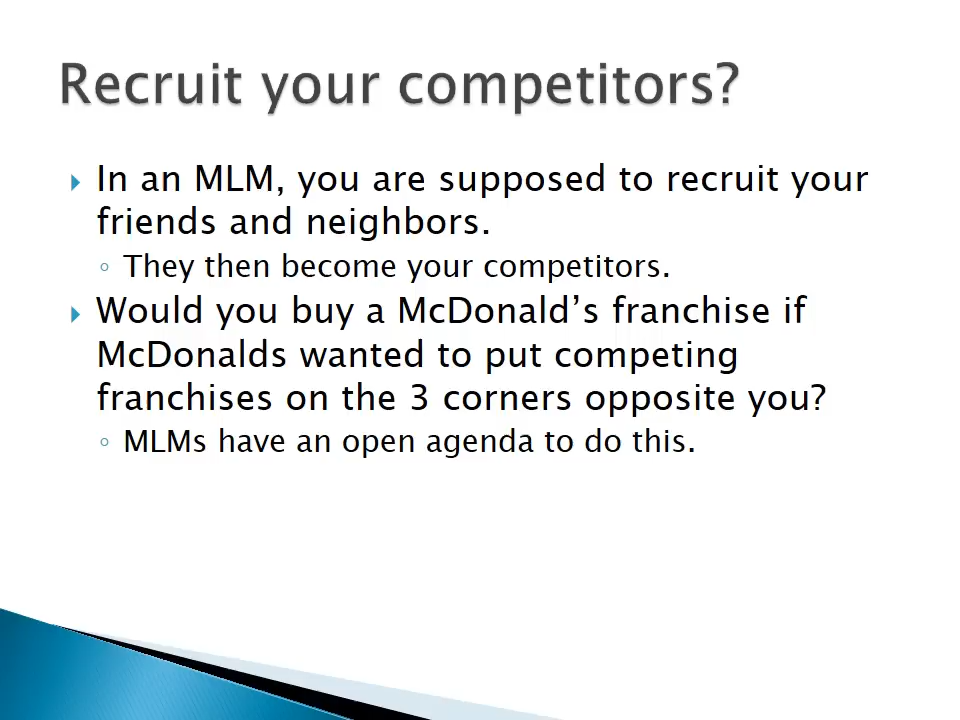 Recruit your competitors?
In an MLM, you are supposed to recruit your
friends and neighbors.
They then become your competitors.
Would you buy a McDonald’s franchise if
McDonalds wanted to put competing
franchises on the 3 corners opposite you?
MLMs have an open agenda to do this.